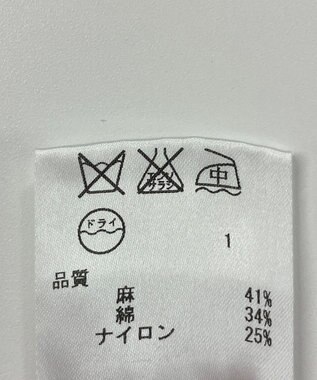 エンソ
サラシ
中
ドライ
1
品質
麻 41%
綿 34%
ナイロン 25%